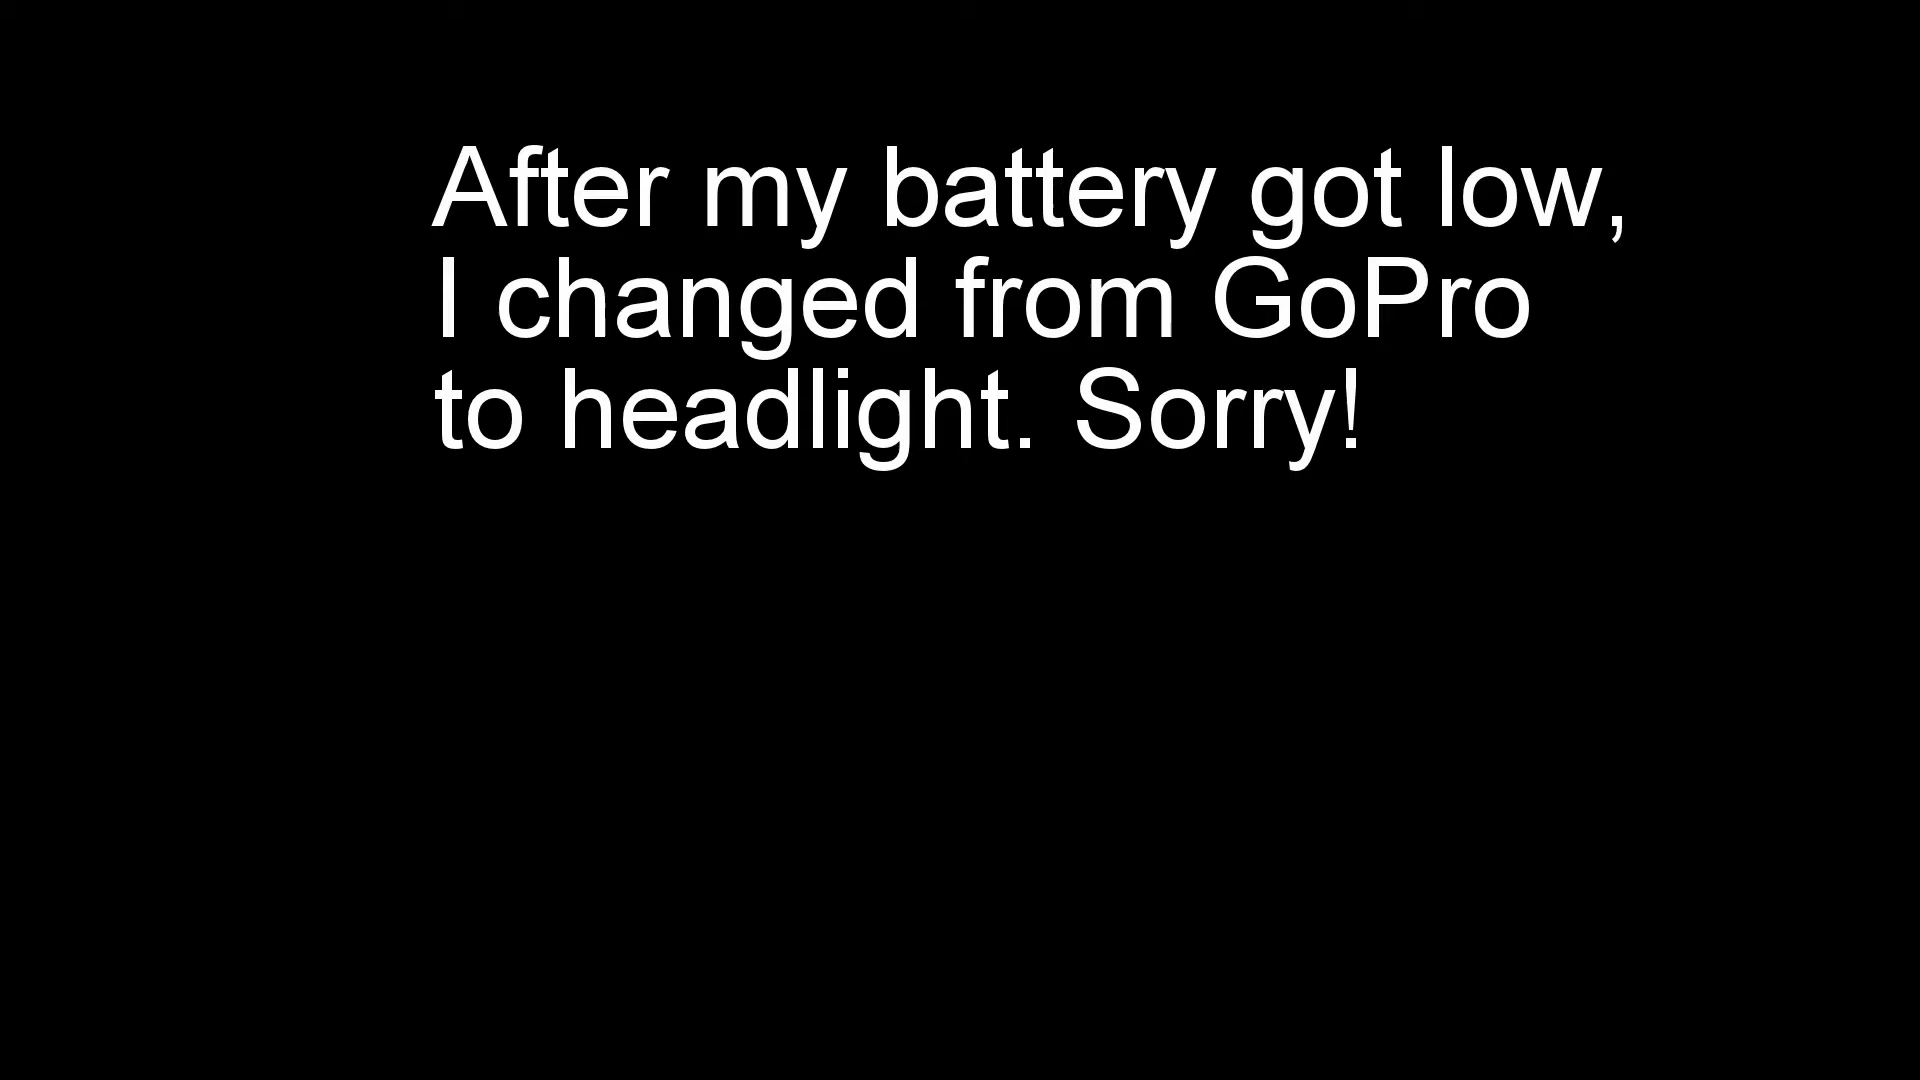 After my battery got low,
I changed from GoPro
to headlight. Sorry!